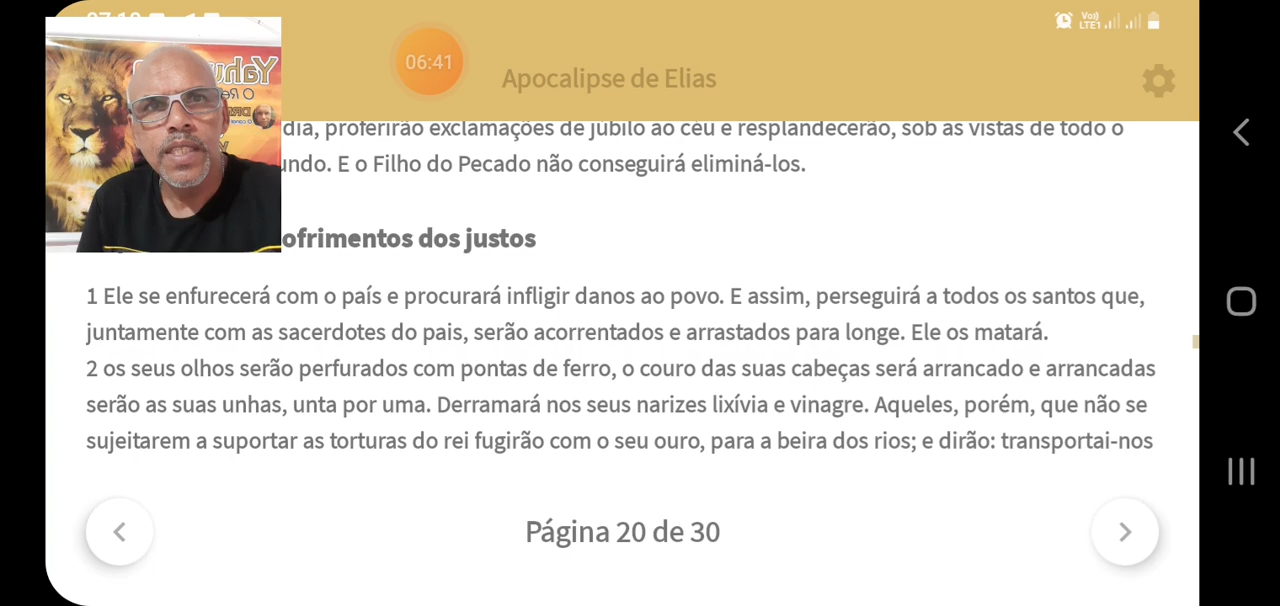 06:41
Vo))
LTE1
Apocalipse de Elias
dia, proferirão exclamações de júbilo ao céu e resplandecerão, sob as vistas de todo o
undo. E o Filho do Pecado não conseguirá eliminá-los.
ofrimentos dos justos
1 Ele se enfurecerá com o país e procurará infligir danos ao povo. E assim, perseguirá a todos os santos que,
juntamente com as sacerdotes do pais, serão acorrentados e arrastados para longe. Ele os matará.
2 os seus olhos serão perfurados com pontas de ferro, o couro das suas cabeças será arrancado e arrancadas
serão as suas unhas, unta por uma. Derramará nos seus narizes lixívia e vinagre. Aqueles, porém, que não se
sujeitarem a suportar as torturas do rei fugirão com o seu ouro, para a beira dos rios; e dirão: transportai-nos
Página 20 de 30